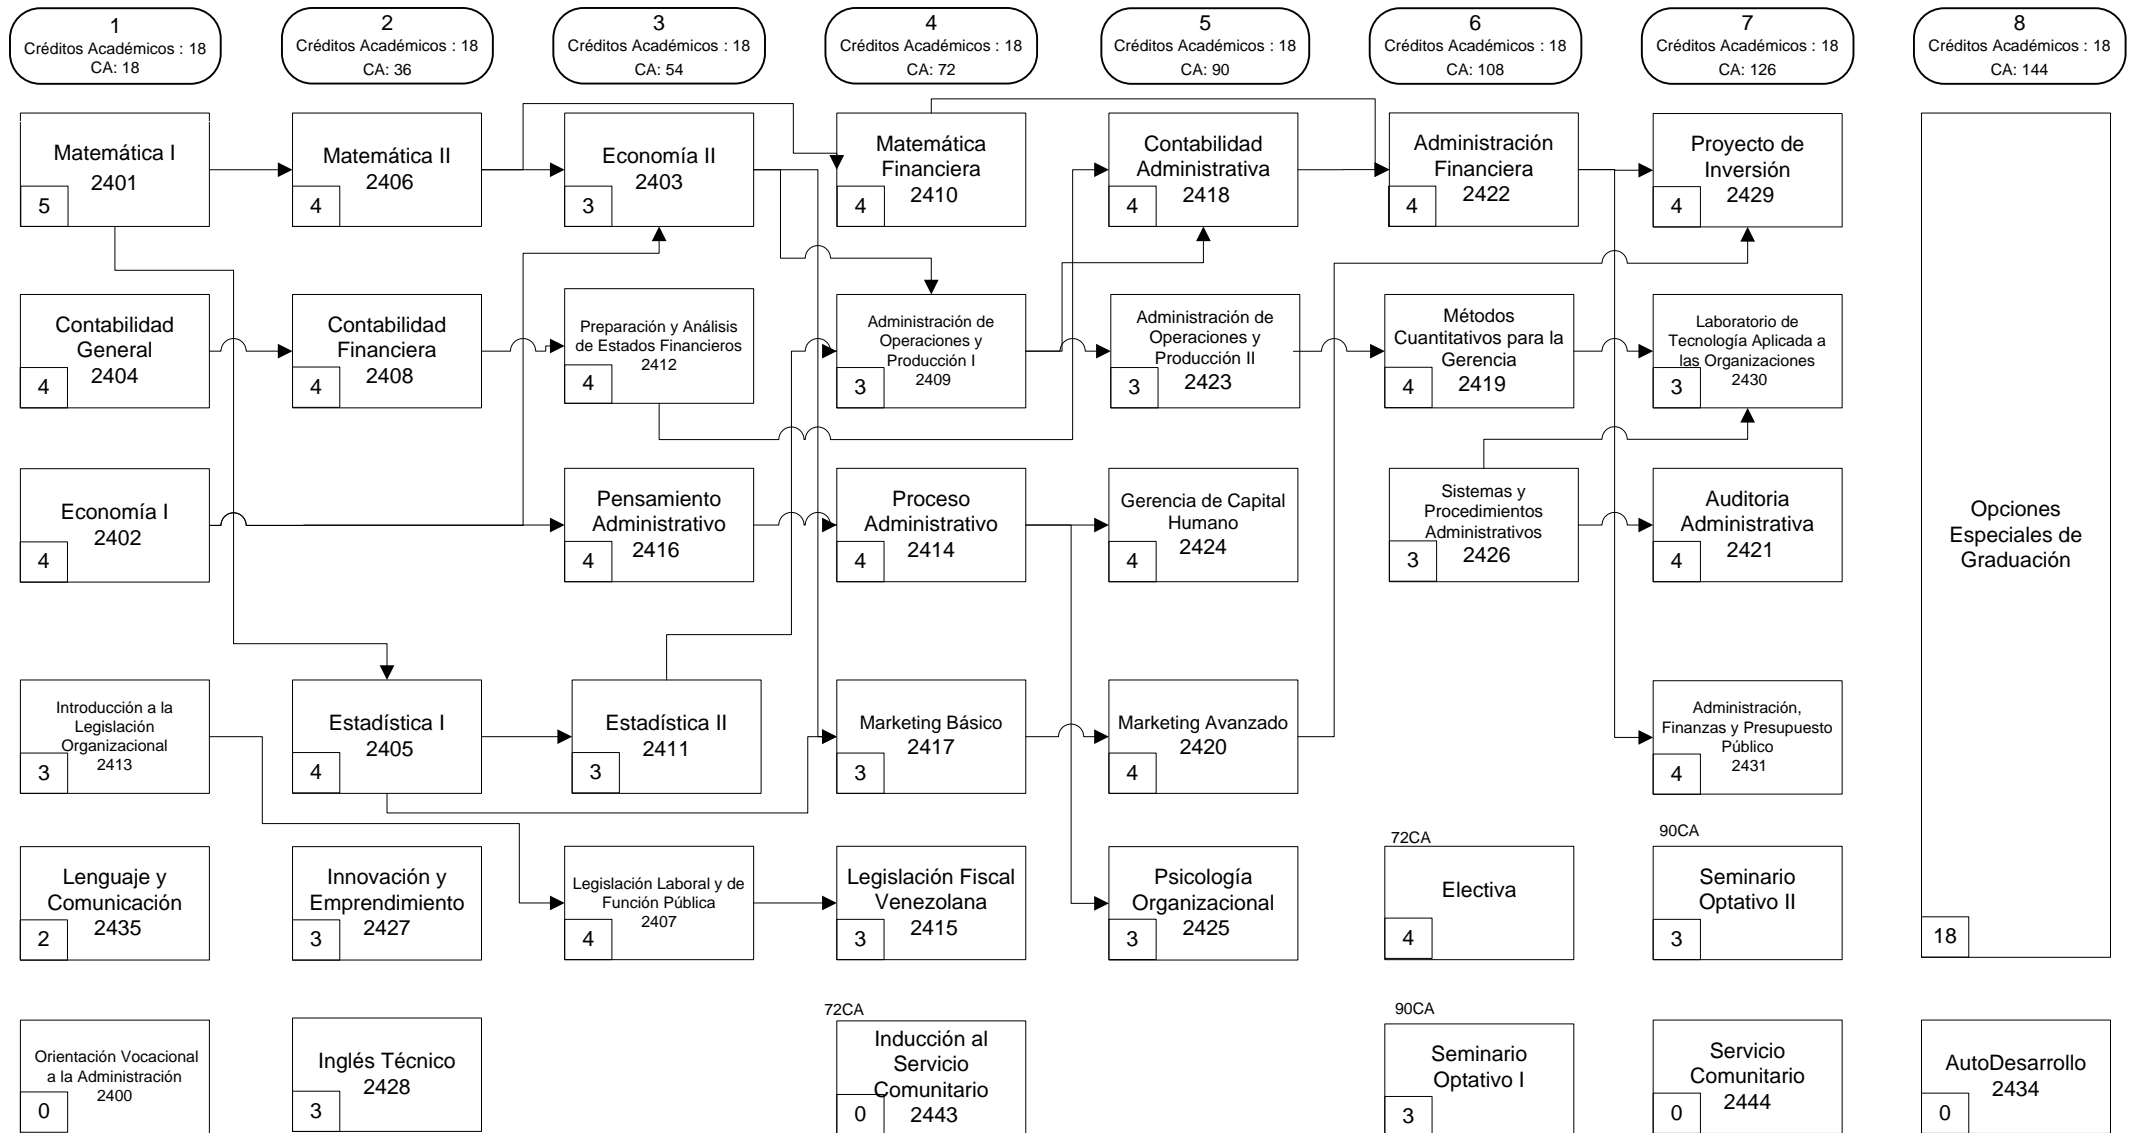 1
Créditos Académicos : 18
CA: 18
2
Créditos Académicos : 18
CA: 36
3
Créditos Académicos : 18
CA: 54
4
Créditos Académicos : 18
CA: 72
5
Créditos Académicos : 18
CA: 90
6
Créditos Académicos : 18
CA: 108
7
Créditos Académicos : 18
CA: 126
8
Créditos Académicos : 18
CA: 144
Matemática I
2401
5
Matemática II
2406
4
Economía II
2403
3
Matemática
Financiera
2410
4
Contabilidad
Administrativa
2418
4
Administración
Financiera
2422
4
Proyecto de
Inversión
2429
4
Contabilidad
General
2404
4
Contabilidad
Financiera
2408
4
Preparación y Análisis
de Estados Financieros
2412
4
Administración de
Operaciones y
Producción I
2409
3
Administración de
Operaciones y
Producción II
2423
3
Métodos
Cuantitativos para la
Gerencia
2419
4
Laboratorio de
Tecnología Aplicada a
las Organizaciones
2430
3
Economía I
2402
4
Pensamiento
Administrativo
2416
4
Proceso
Administrativo
2414
4
Gerencia de Capital
Humano
2424
4
Sistemas y
Procedimientos
Administrativos
2426
3
Auditoria
Administrativa
2421
4
Opciones
Especiales de
Graduación
18
Introducción a la
Legislación
Organizacional
2413
3
Estadística I
2405
4
Estadística II
2411
3
Marketing Básico
2417
3
Marketing Avanzado
2420
4
Administración,
Finanzas y Presupuesto
Público
2431
4
Lenguaje y
Comunicación
2435
2
Innovación y
Emprendimiento
2427
3
Legislación Laboral y de
Función Pública
2407
4
Legislación Fiscal
Venezolana
2415
3
Psicología
Organizacional
2425
3
72CA
Electiva
4
90CA
Seminario
Optativo II
3
Orientación Vocacional
a la Administración
2400
0
Inglés Técnico
2428
3
72CA
Inducción al
Servicio
Comunitario
2443
0
90CA
Seminario
Optativo I
3
Servicio
Comunitario
2444
0
AutoDesarrollo
2434
0